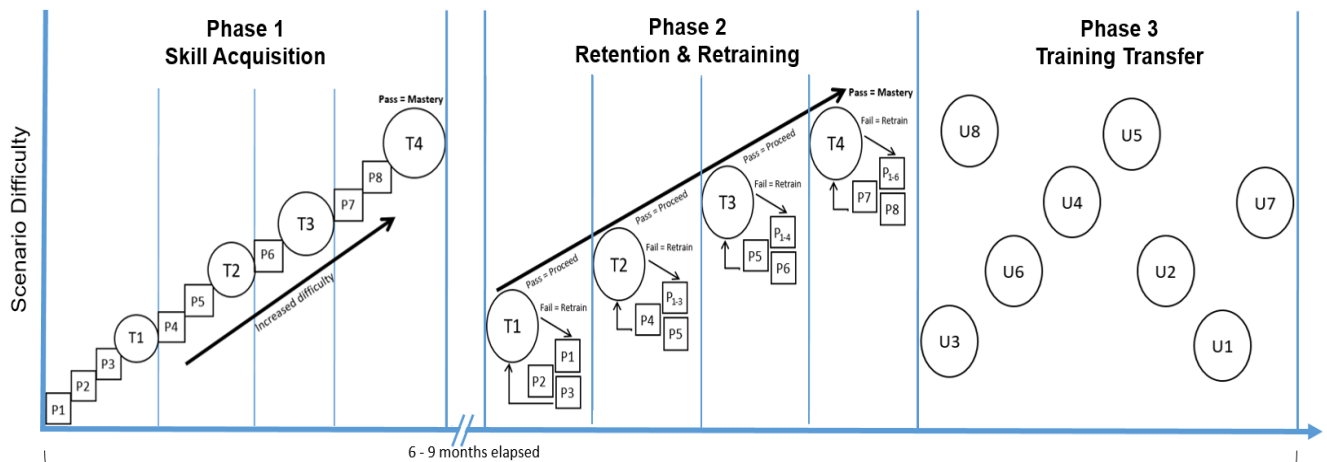 Phase 1
Skill Acquisition
Phase 2
Retention & Retraining
Phase 3
Training Transfer
Scenario Difficulty
P1
P2
P3
T1
P4
P5
T2
P6
T3
P7
P8
T4
Pass = Mastery
Increased difficulty
T1
Pass = Proceed
Fail = Retrain
P1
P2
P3
T2
Pass = Proceed
Fail = Retrain
P1-3
P4
P5
T3
Pass = Proceed
Fail = Retrain
P1-4
P5
P6
T4
Pass = Mastery
Fail = Retrain
P1-6
P7
P8
U8
U5
U4
U7
U6
U2
U3
U1
6 - 9 months elapsed